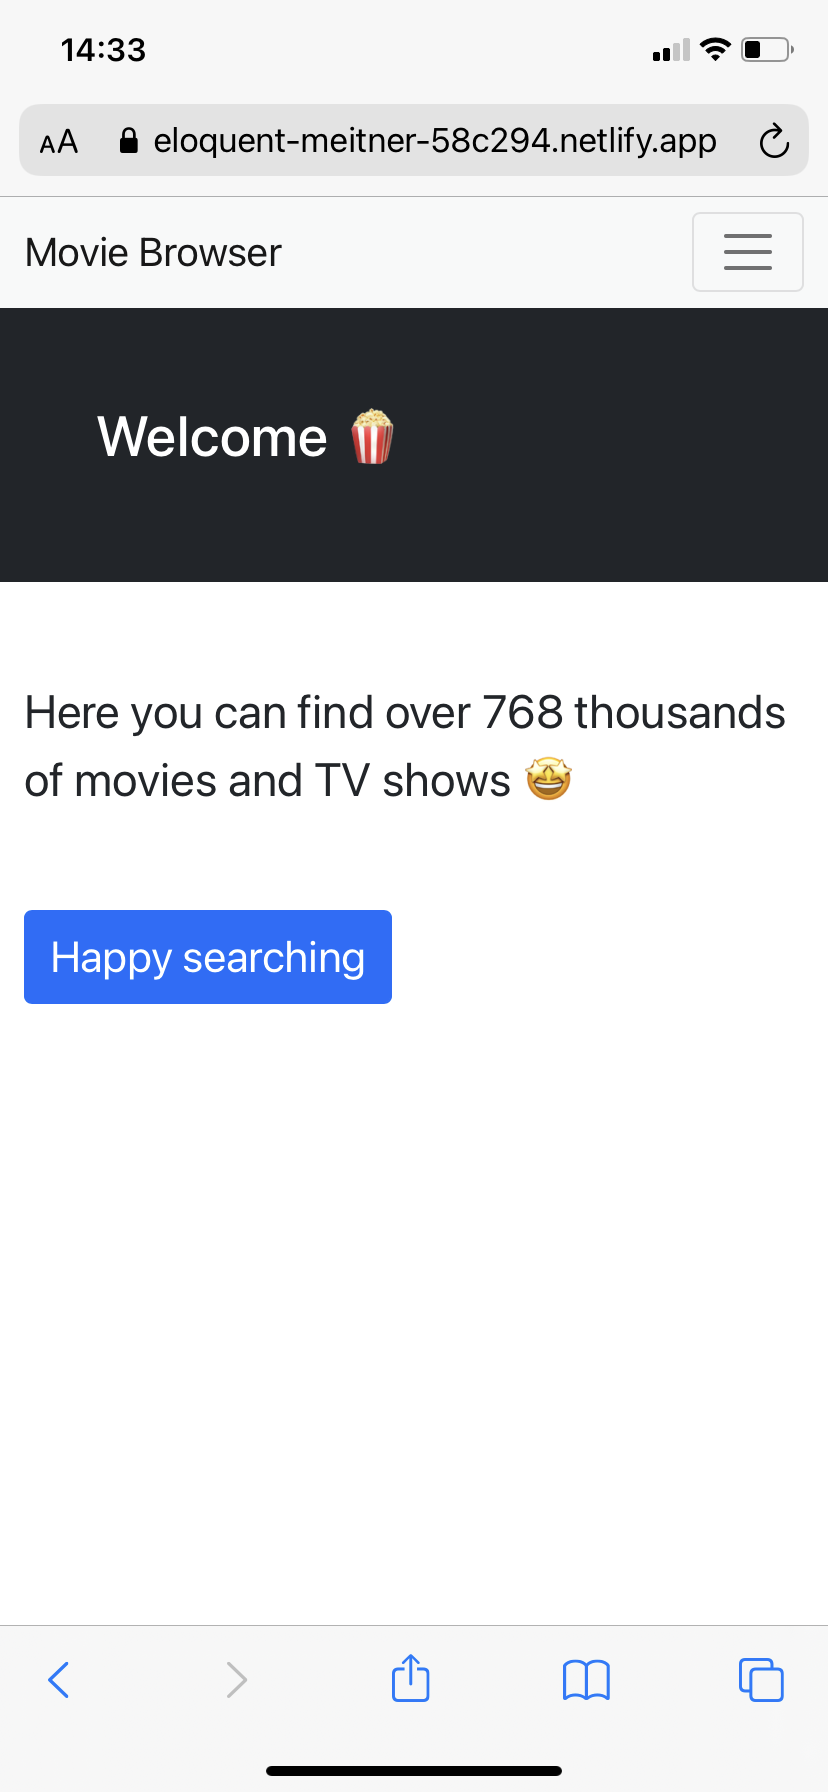 14:33
AA eloquent-meitner-58c294.netlify.app
Movie Browser
Welcome 🍿
Here you can find over 768 thousands
of movies and TV shows 🤩
Happy searching